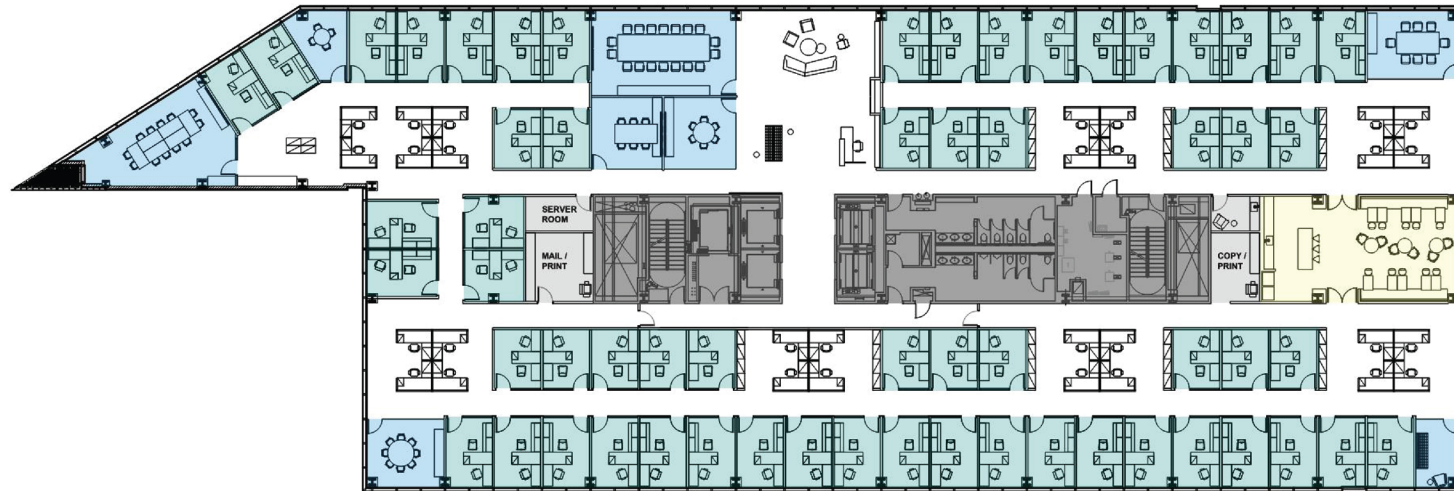 SERVER
ROOM
MAIL /
PRINT
COPY /
PRINT